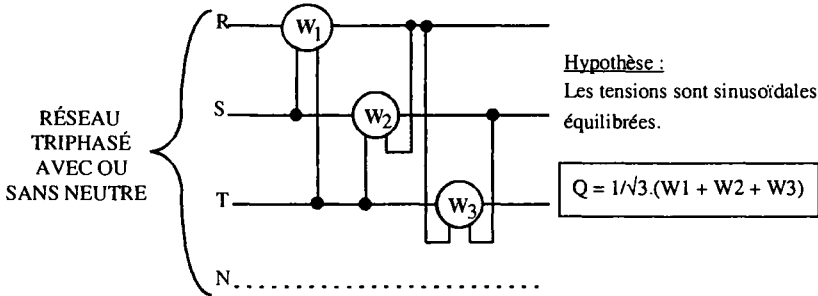 R
W1
Hypothèse :
Les tensions sont sinusoïdales
équilibrées.
RÉSEAU
TRIPHASÉ
AVEC OU
SANS NEUTRE
S
W2
Q = 1/√3.(W1 + W2 + W3)
T
W3
N